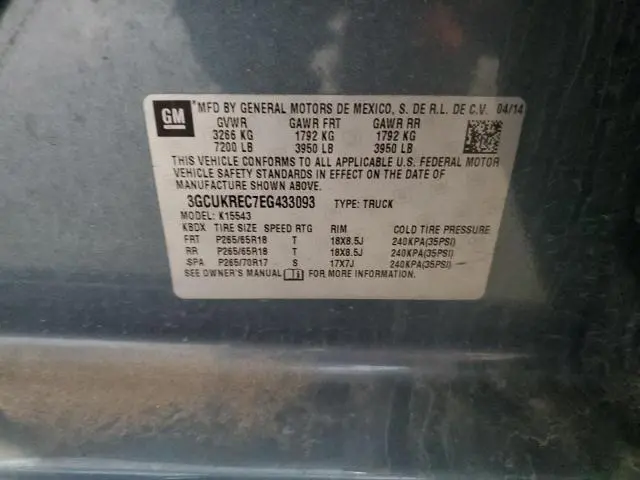 GM
*MFD BY GENERAL MOTORS DE MEXICO, S. DE R.L. DE C.V. 04/14
GVWR GAWR FRT GAWR RR
3266 KG 1792 KG 1792 KG
7200 LB 3950 LB 3950 LB
THIS VEHICLE CONFORMS TO ALL APPLICABLE U.S. FEDERAL MOTOR
VEHICLE SAFETY STANDARDS IN EFFECT ON THE DATE OF
MANUFACTURE SHOWN ABOVE.
3GCUKREC7EG433093 TYPE: TRUCK
MODEL: K15543
KBDX TIRE SIZE SPEED RTG RIM COLD TIRE PRESSURE
FRT P265/65R18 T 18X8.5J 240KPA(35PSI)
RR P265/65R18 T 18X8.5J 240KPA(35PSI)
SPA P265/70R17 S 17X7J 240KPA(35PSI)
SEE OWNER'S MANUAL FOR MORE INFORMATION.